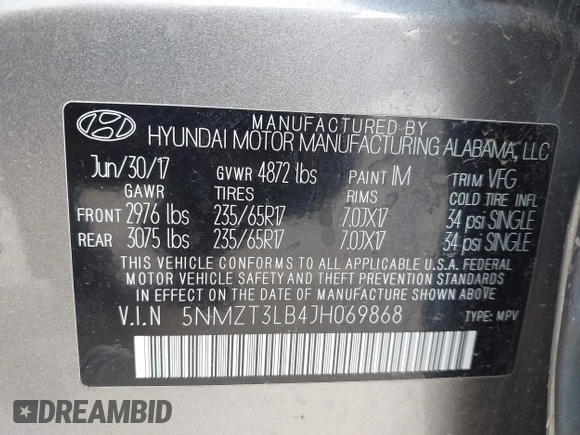 MANUFACTURED BY
HYUNDAI MOTOR MANUFACTURING ALABAMA, LLC
Jun/30/17 GVWR 4872 lbs PAINT IM TRIM VFG
GAWR TIRES RIMS COLD TIRE INFL
FRONT 2976 lbs 235/65R17 7.0JX17 34 psi SINGLE
REAR 3075 lbs 235/65R17 7.0JX17 34 psi SINGLE
THIS VEHICLE CONFORMS TO ALL APPLICABLE U.S.A. FEDERAL
MOTOR VEHICLE SAFETY AND THEFT PREVENTION STANDARDS
IN EFFECT ON THE DATE OF MANUFACTURE SHOWN ABOVE.
V.I.N 5NMZT3LB4JH069868 TYPE: MPV
DREAMBID